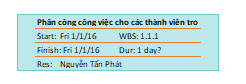 Phân công công việc cho các thành viên tro
Start: Fri 1/1/16 WBS: 1.1.1
Finish: Fri 1/1/16 Dur: 1 day?
Res: Nguyễn Tấn Phát